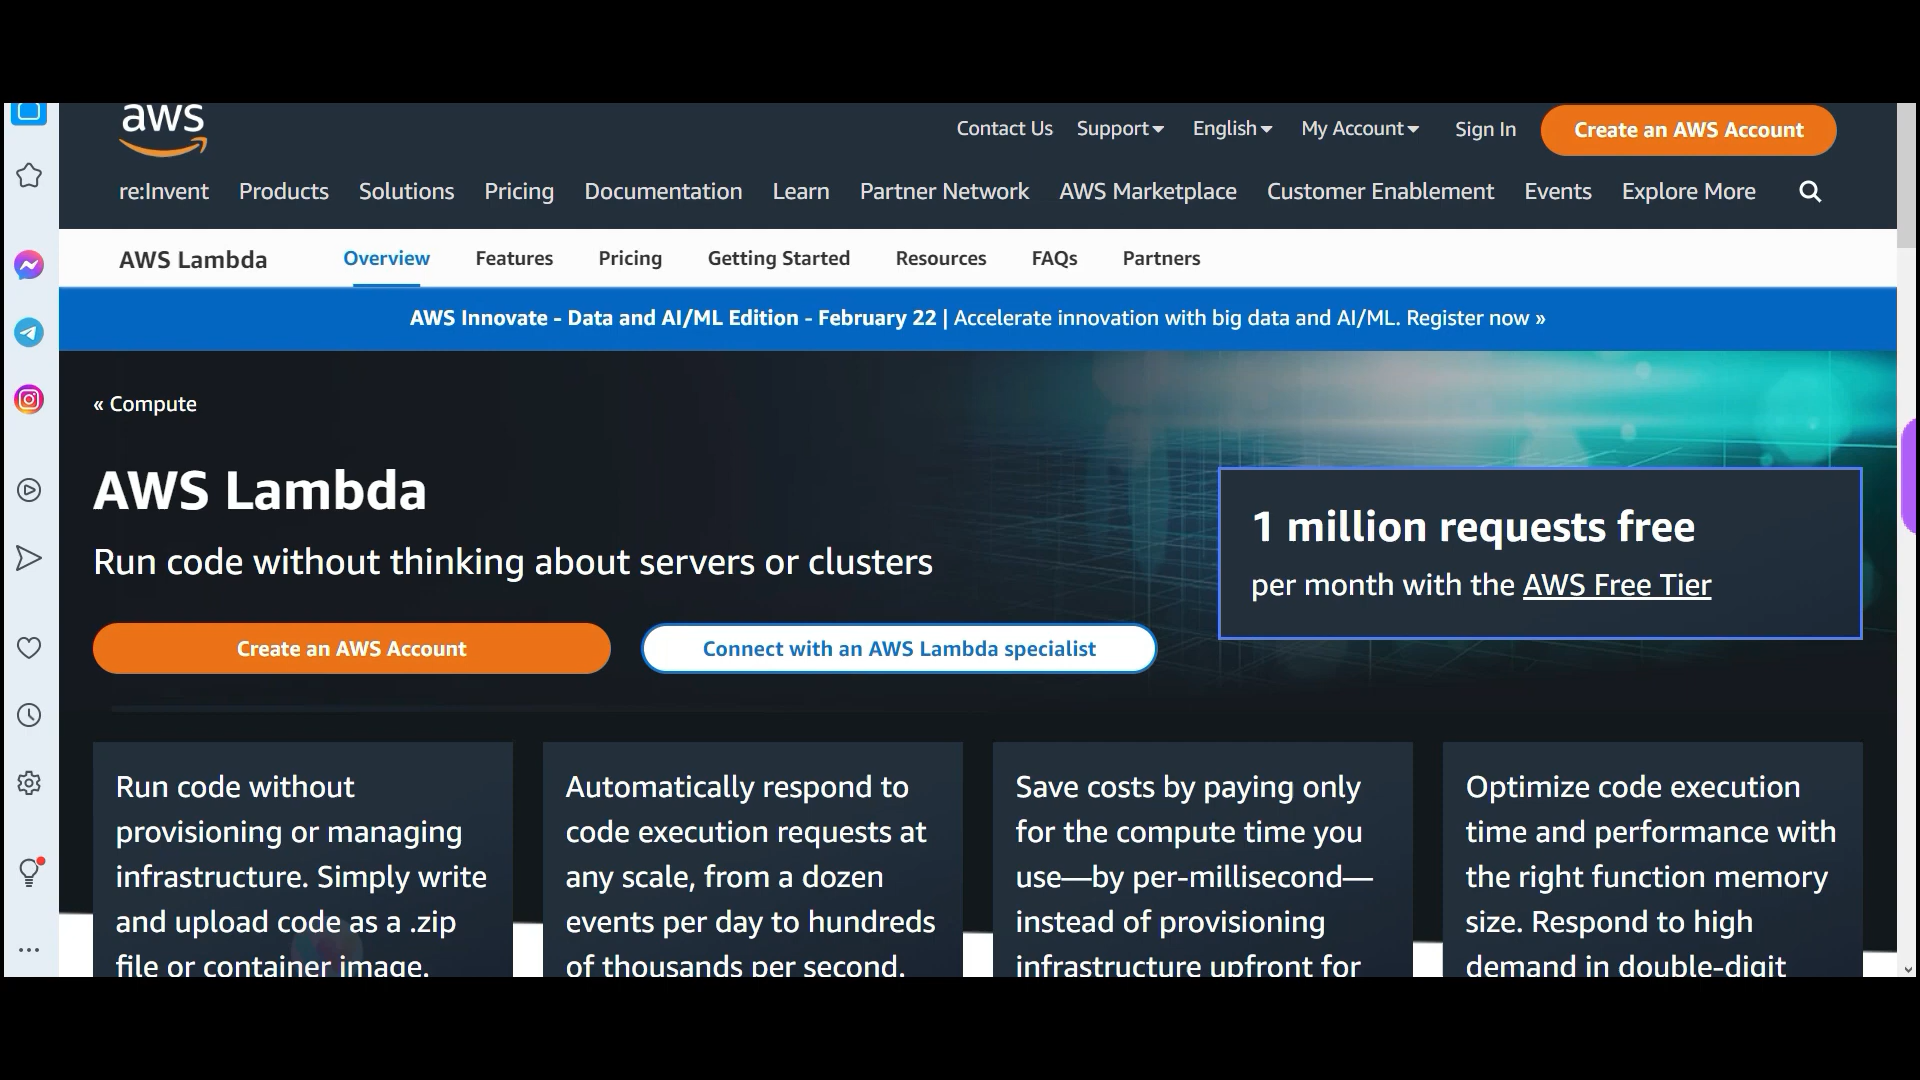 aws
Contact Us Support English My Account Sign In Create an AWS Account
re:Invent Products Solutions Pricing Documentation Learn Partner Network AWS Marketplace Customer Enablement Events Explore More
AWS Lambda Overview Features Pricing Getting Started Resources FAQs Partners
AWS Innovate - Data and AI/ML Edition - February 22 | Accelerate innovation with big data and AI/ML. Register now »
« Compute
AWS Lambda
Run code without thinking about servers or clusters
Create an AWS Account Connect with an AWS Lambda specialist
1 million requests free
per month with the AWS Free Tier
Run code without
provisioning or managing
infrastructure. Simply write
and upload code as a .zip
file or container image.
Automatically respond to
code execution requests at
any scale, from a dozen
events per day to hundreds
of thousands per second.
Save costs by paying only
for the compute time you
use—by per-millisecond—
instead of provisioning
infrastructure upfront for
Optimize code execution
time and performance with
the right function memory
size. Respond to high
demand in double-digit